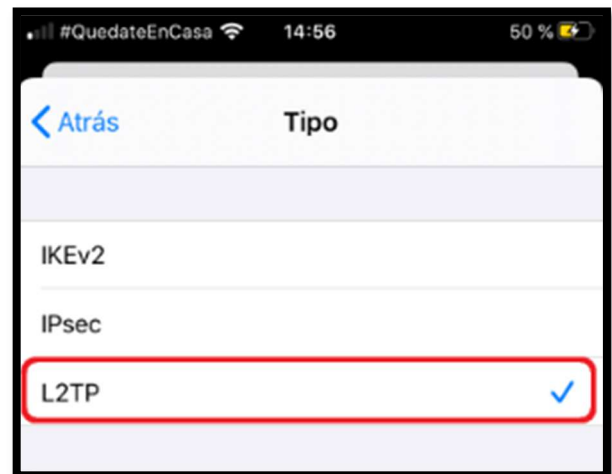 #QuedateEnCasa 14:56 50 %
Atrás Tipo
IKEv2
IPsec
L2TP